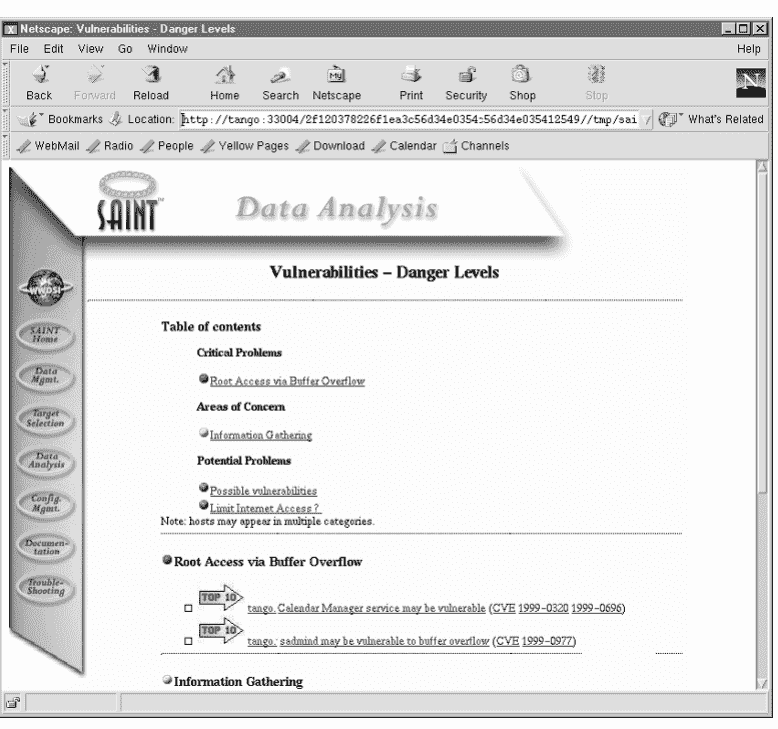 Netscape: Vulnerabilities - Danger Levels
File Edit View Go Window Help
Back Forward Reload Home Search Netscape Print Security Shop Stop
Bookmarks Location: http://tango:33004/2f120378226f1ea3c56d34e0354c56d34e035412549//tmp/sai What's Related
WebMail Radio People Yellow Pages Download Calendar Channels
SAINT™ Data Analysis
Vulnerabilities – Danger Levels
WWDSI
SAINT Home
Data Mgmt.
Target Selection
Data Analysis
Config. Mgmt.
Documen-
tation
Trouble-
Shooting
Table of contents
Critical Problems
Root Access via Buffer Overflow
Areas of Concern
Information Gathering
Potential Problems
Possible vulnerabilities
Limit Internet Access ?
Note: hosts may appear in multiple categories.
Root Access via Buffer Overflow
TOP 10 tango. Calendar Manager service may be vulnerable (CVE 1999-0320 1999-0696)
TOP 10 tango. : sadmind may be vulnerable to buffer overflow (CVE 1999-0977)
Information Gathering